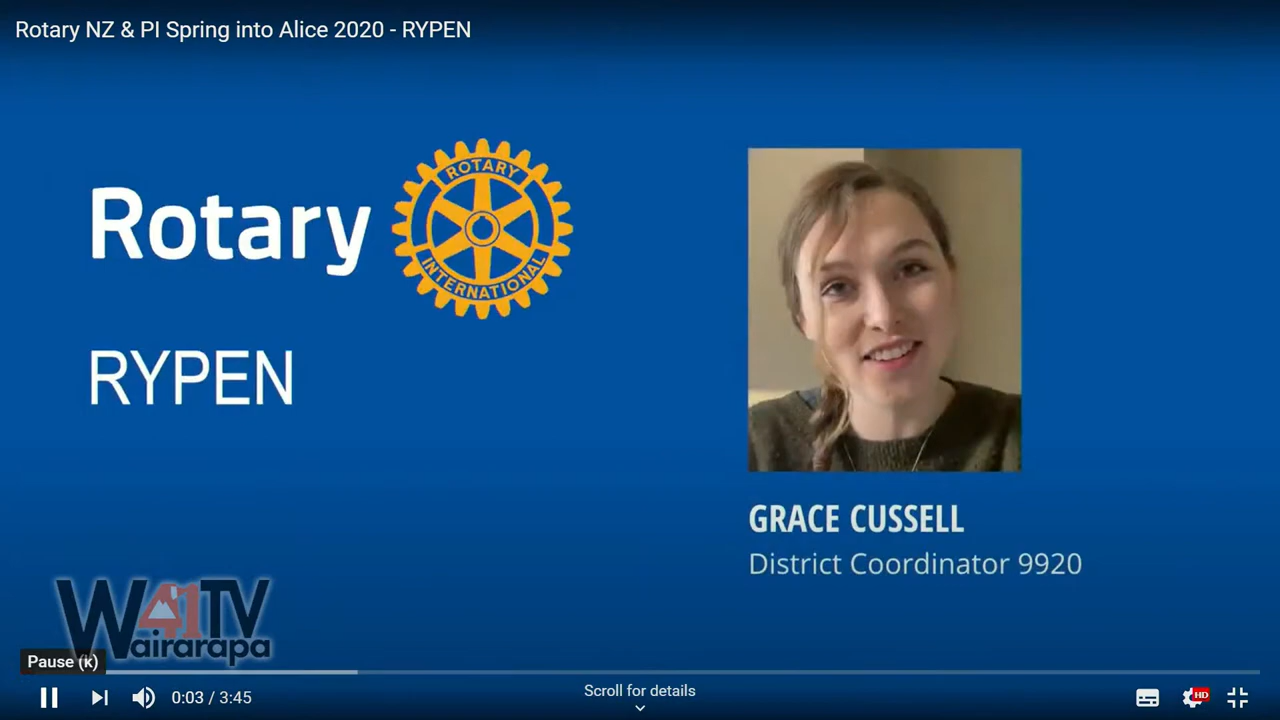 Rotary NZ & PI Spring into Alice 2020 - RYPEN
Rotary
ROTARY
INTERNATIONAL
RYPEN
GRACE CUSSELL
District Coordinator 9920
W41TV
Wairarapa
Pause (k)
0:03 / 3:45
Scroll for details
HD